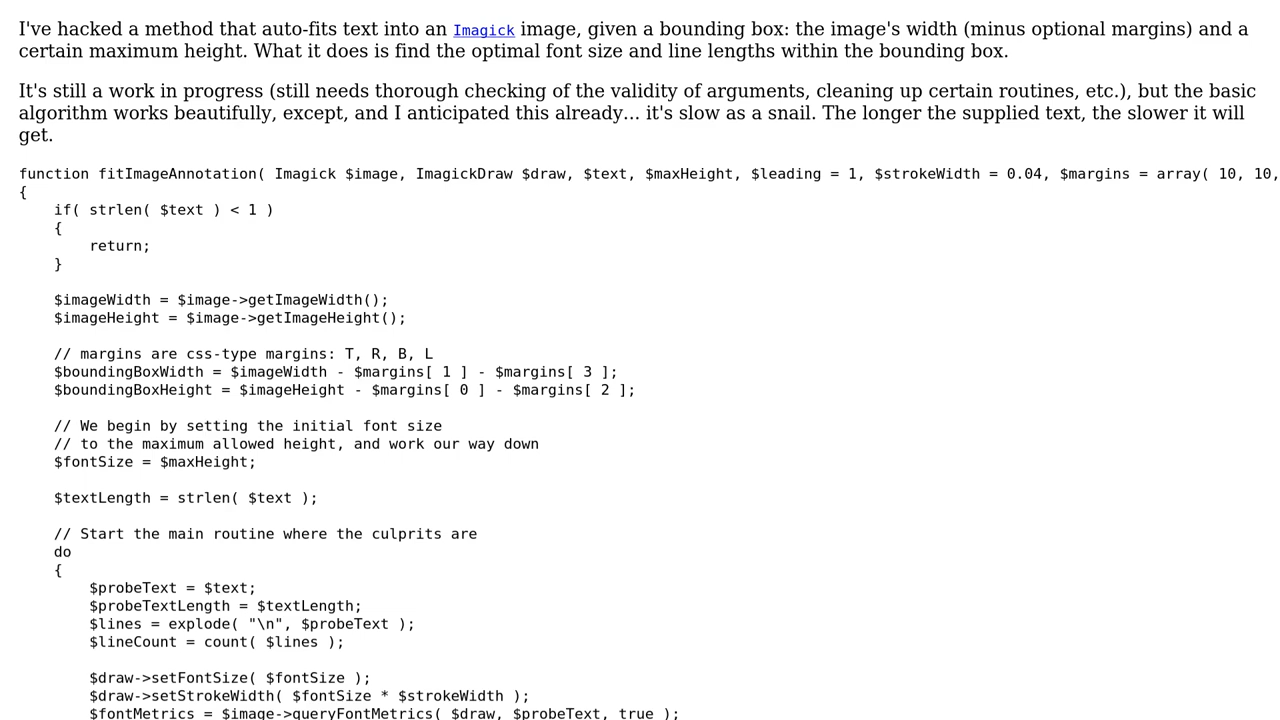 I've hacked a method that auto-fits text into an Imagick image, given a bounding box: the image's width (minus optional margins) and a
certain maximum height. What it does is find the optimal font size and line lengths within the bounding box.
It's still a work in progress (still needs thorough checking of the validity of arguments, cleaning up certain routines, etc.), but the basic
algorithm works beautifully, except, and I anticipated this already... it's slow as a snail. The longer the supplied text, the slower it will
get.
function fitImageAnnotation( Imagick $image, ImagickDraw $draw, $text, $maxHeight, $leading = 1, $strokeWidth = 0.04, $margins = array( 10, 10,
{
    if( strlen( $text ) < 1 )
    {
        return;
    }
    $imageWidth = $image->getImageWidth();
    $imageHeight = $image->getImageHeight();
    // margins are css-type margins: T, R, B, L
    $boundingBoxWidth = $imageWidth - $margins[ 1 ] - $margins[ 3 ];
    $boundingBoxHeight = $imageHeight - $margins[ 0 ] - $margins[ 2 ];
    // We begin by setting the initial font size
    // to the maximum allowed height, and work our way down
    $fontSize = $maxHeight;
    $textLength = strlen( $text );
    // Start the main routine where the culprits are
    do
    {
        $probeText = $text;
        $probeTextLength = $textLength;
        $lines = explode( "\n", $probeText );
        $lineCount = count( $lines );
        $draw->setFontSize( $fontSize );
        $draw->setStrokeWidth( $fontSize * $strokeWidth );
        $fontMetrics = $image->queryFontMetrics( $draw, $probeText, true );